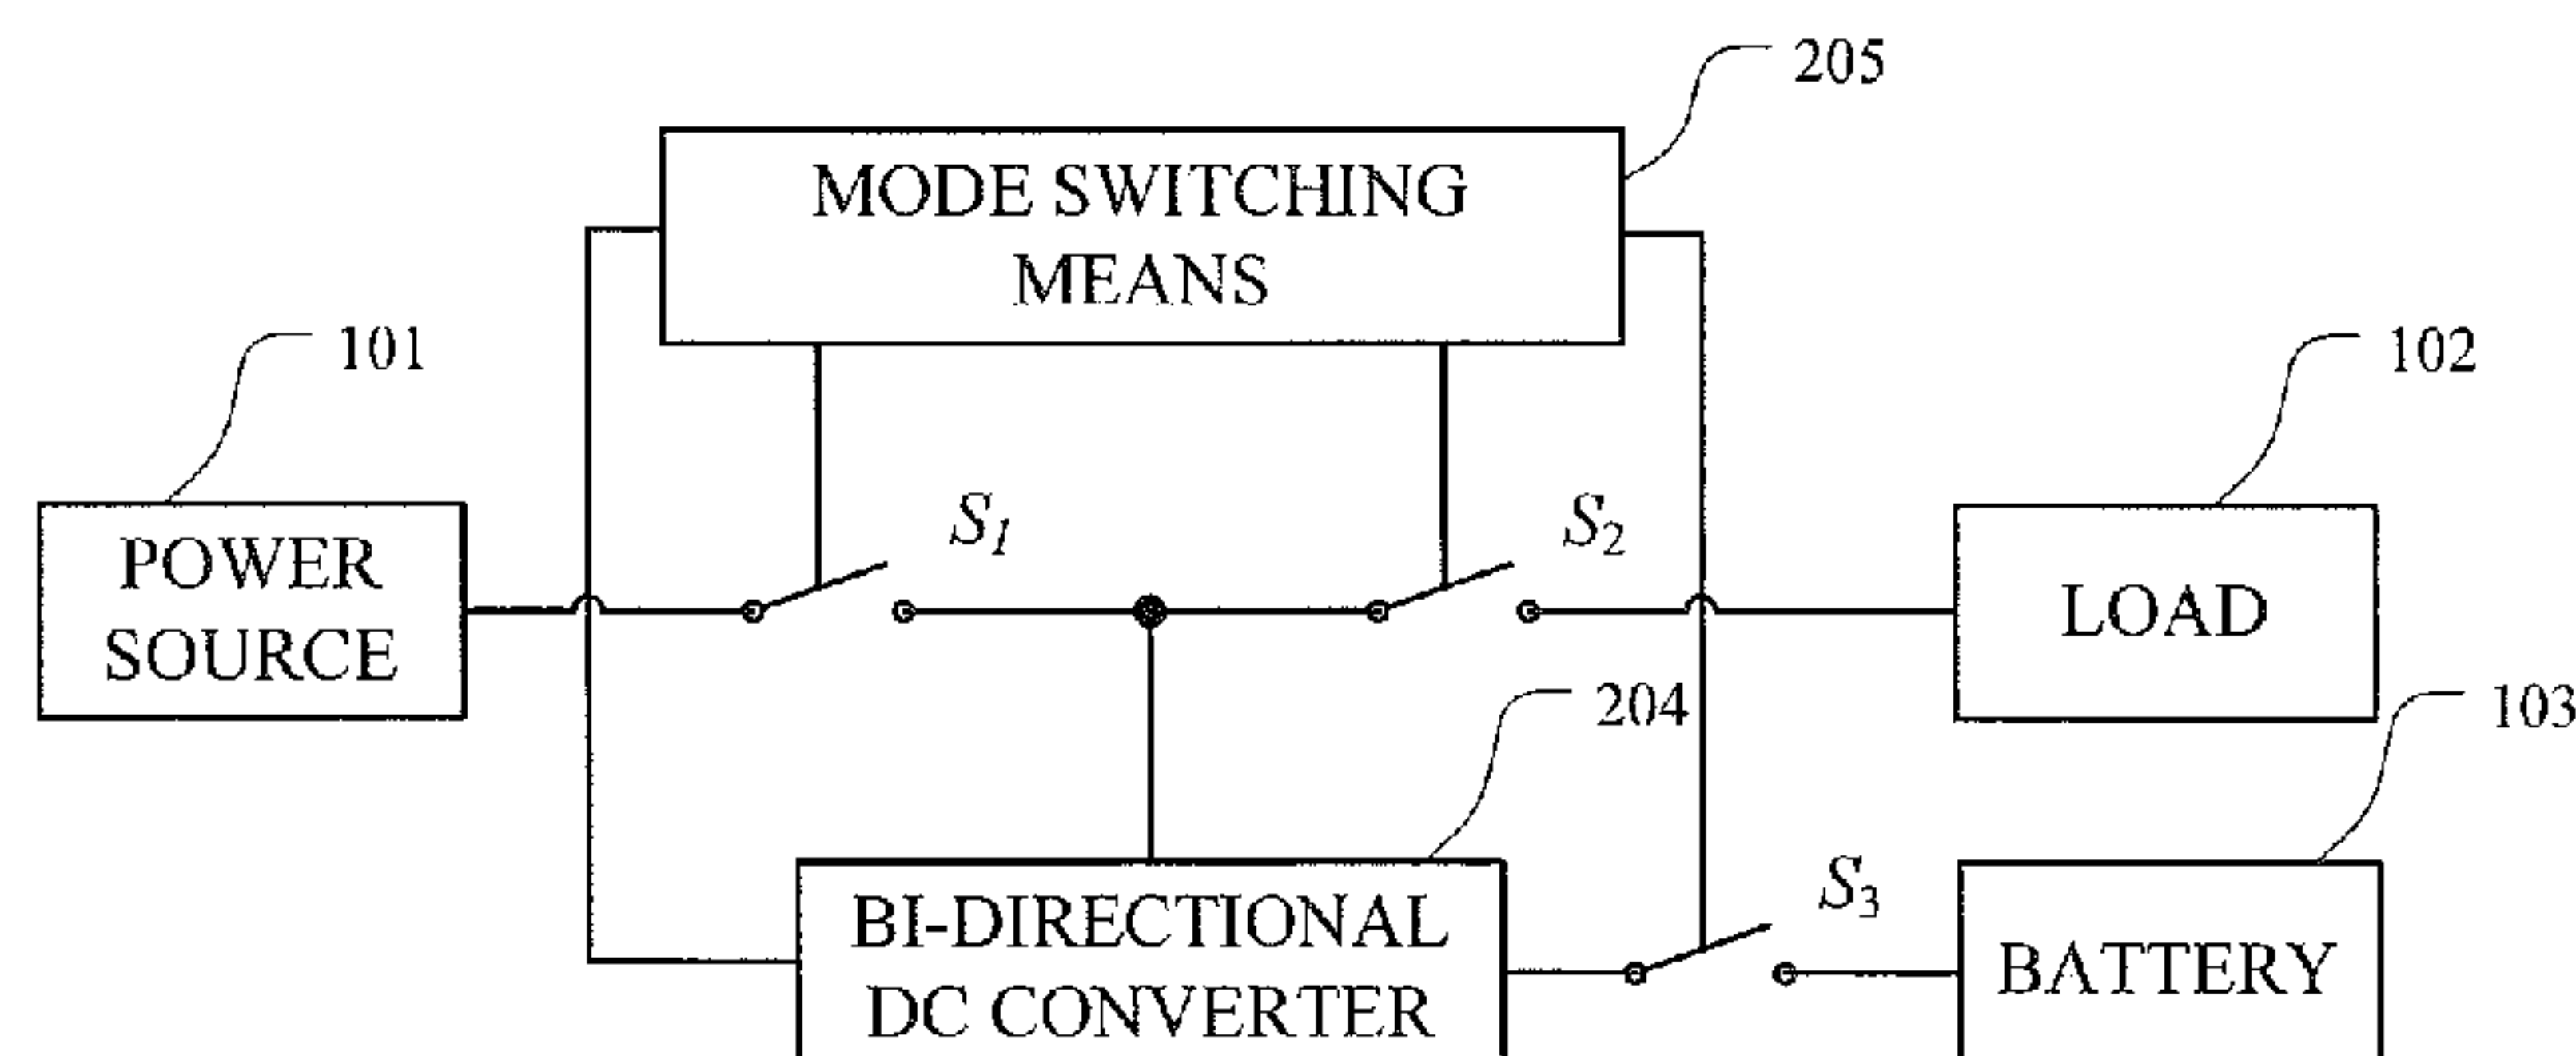 205
MODE SWITCHING
MEANS
101
102
S1
S2
POWER
SOURCE
LOAD
204
103
S3
BI-DIRECTIONAL
DC CONVERTER
BATTERY